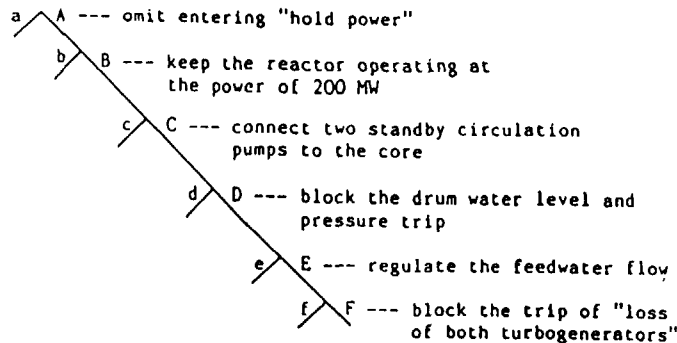 a A --- omit entering "hold power"
b B --- keep the reactor operating at
the power of 200 MW
c C --- connect two standby circulation
pumps to the core
d D --- block the drum water level and
pressure trip
e E --- regulate the feedwater flow
f F --- block the trip of "loss
of both turbogenerators"